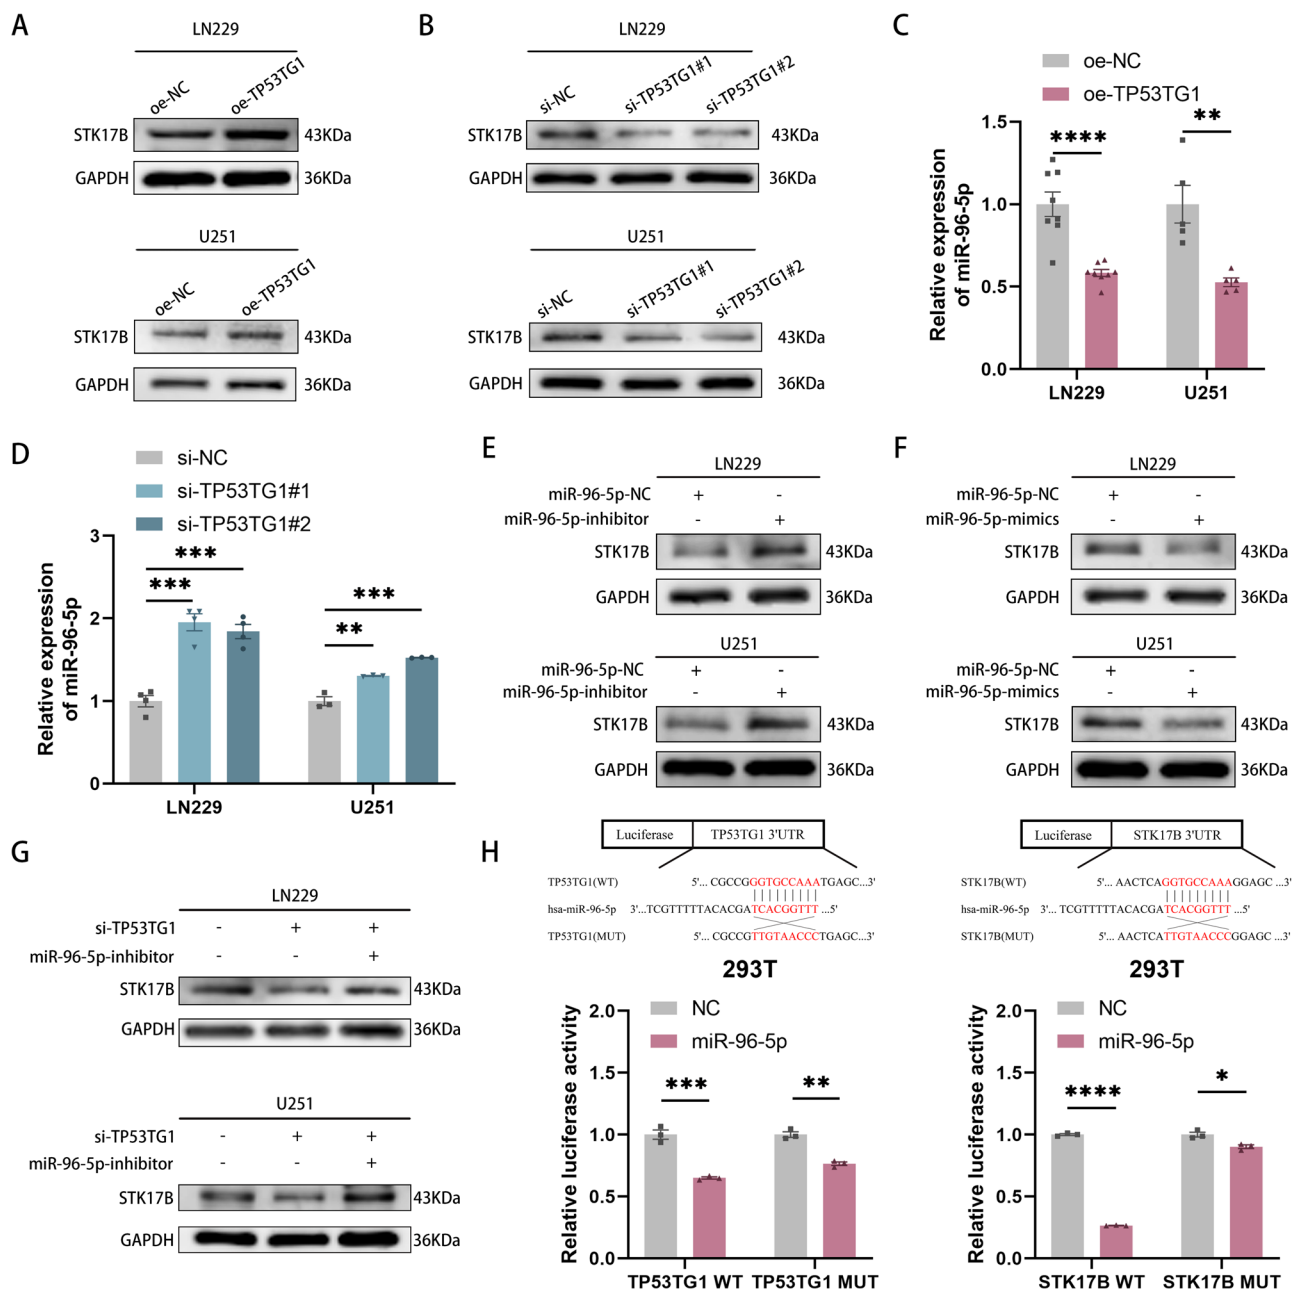 A
LN229
oe-NC
oe-TP53TG1
STK17B
43KDa
GAPDH
36KDa
U251
oe-NC
oe-TP53TG1
STK17B
43KDa
GAPDH
36KDa
B
LN229
si-NC
si-TP53TG1#1
si-TP53TG1#2
STK17B
43KDa
GAPDH
36KDa
U251
si-NC
si-TP53TG1#1
si-TP53TG1#2
STK17B
43KDa
GAPDH
36KDa
C
oe-NC
oe-TP53TG1
Relative expression
of miR-96-5p
1.5
1.0
0.5
0.0
****
**
LN229
U251
D
si-NC
si-TP53TG1#1
si-TP53TG1#2
Relative expression
of miR-96-5p
3
2
1
0
***
***
***
**
LN229
U251
E
LN229
miR-96-5p-NC + -
miR-96-5p-inhibitor - +
STK17B
43KDa
GAPDH
36KDa
U251
miR-96-5p-NC + -
miR-96-5p-inhibitor - +
STK17B
43KDa
GAPDH
36KDa
F
LN229
miR-96-5p-NC + -
miR-96-5p-mimics - +
STK17B
43KDa
GAPDH
36KDa
U251
miR-96-5p-NC + -
miR-96-5p-mimics - +
STK17B
43KDa
GAPDH
36KDa
G
LN229
si-TP53TG1 - + +
miR-96-5p-inhibitor - - +
STK17B
43KDa
GAPDH
36KDa
U251
si-TP53TG1 - + +
miR-96-5p-inhibitor - - +
STK17B
43KDa
GAPDH
36KDa
H
Luciferase
TP53TG1 3'UTR
TP53TG1(WT) 5'... CGCCGGGTGCCAAATGAGC...3'
hsa-miR-96-5p 3'...TCGTTTTTACACGATCACGGTTT ...5'
TP53TG1(MUT) 5'... CGCCGTTGTAACCCTGAGC...3'
293T
NC
miR-96-5p
Relative luciferase activity
2.0
1.5
1.0
0.5
0.0
***
**
TP53TG1 WT
TP53TG1 MUT
Luciferase
STK17B 3'UTR
STK17B(WT) 5'... AACTCAGGTGCCAAAGGAGC ...3'
hsa-miR-96-5p 3'...TCGTTTTTACACGATCACGGTTT ...5'
STK17B(MUT) 5'... AACTCATTGTAACCCGGAGC ...3'
293T
NC
miR-96-5p
Relative luciferase activity
2.0
1.5
1.0
0.5
0.0
****
*
STK17B WT
STK17B MUT